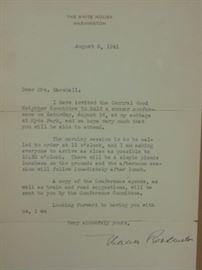 THE WHITE HOUSE
WASHINGTON
August 6, 1941
Dear Mrs. Marshall,
I have invited the Central Good
Neighbor Committee to hold a summer confer-
ence on Saturday, August 16, at my cottage
at Hyde Park, and we hope very much that
you will be able to attend.
The morning session is to be cal-
led to order at 11 o'clock, and I am asking
everyone to arrive as close as possible to
o'clock. There will be a simple picnic
luncheon on the grounds and the afternoon ses-
sion will follow immediately after lunch.
A copy of the Conference agenda, as
well as train and road suggestions, will be
sent to you by the Conference Committee.
Looking forward to having you with
us, I am
Very sincerely yours,
Eleanor Roosevelt